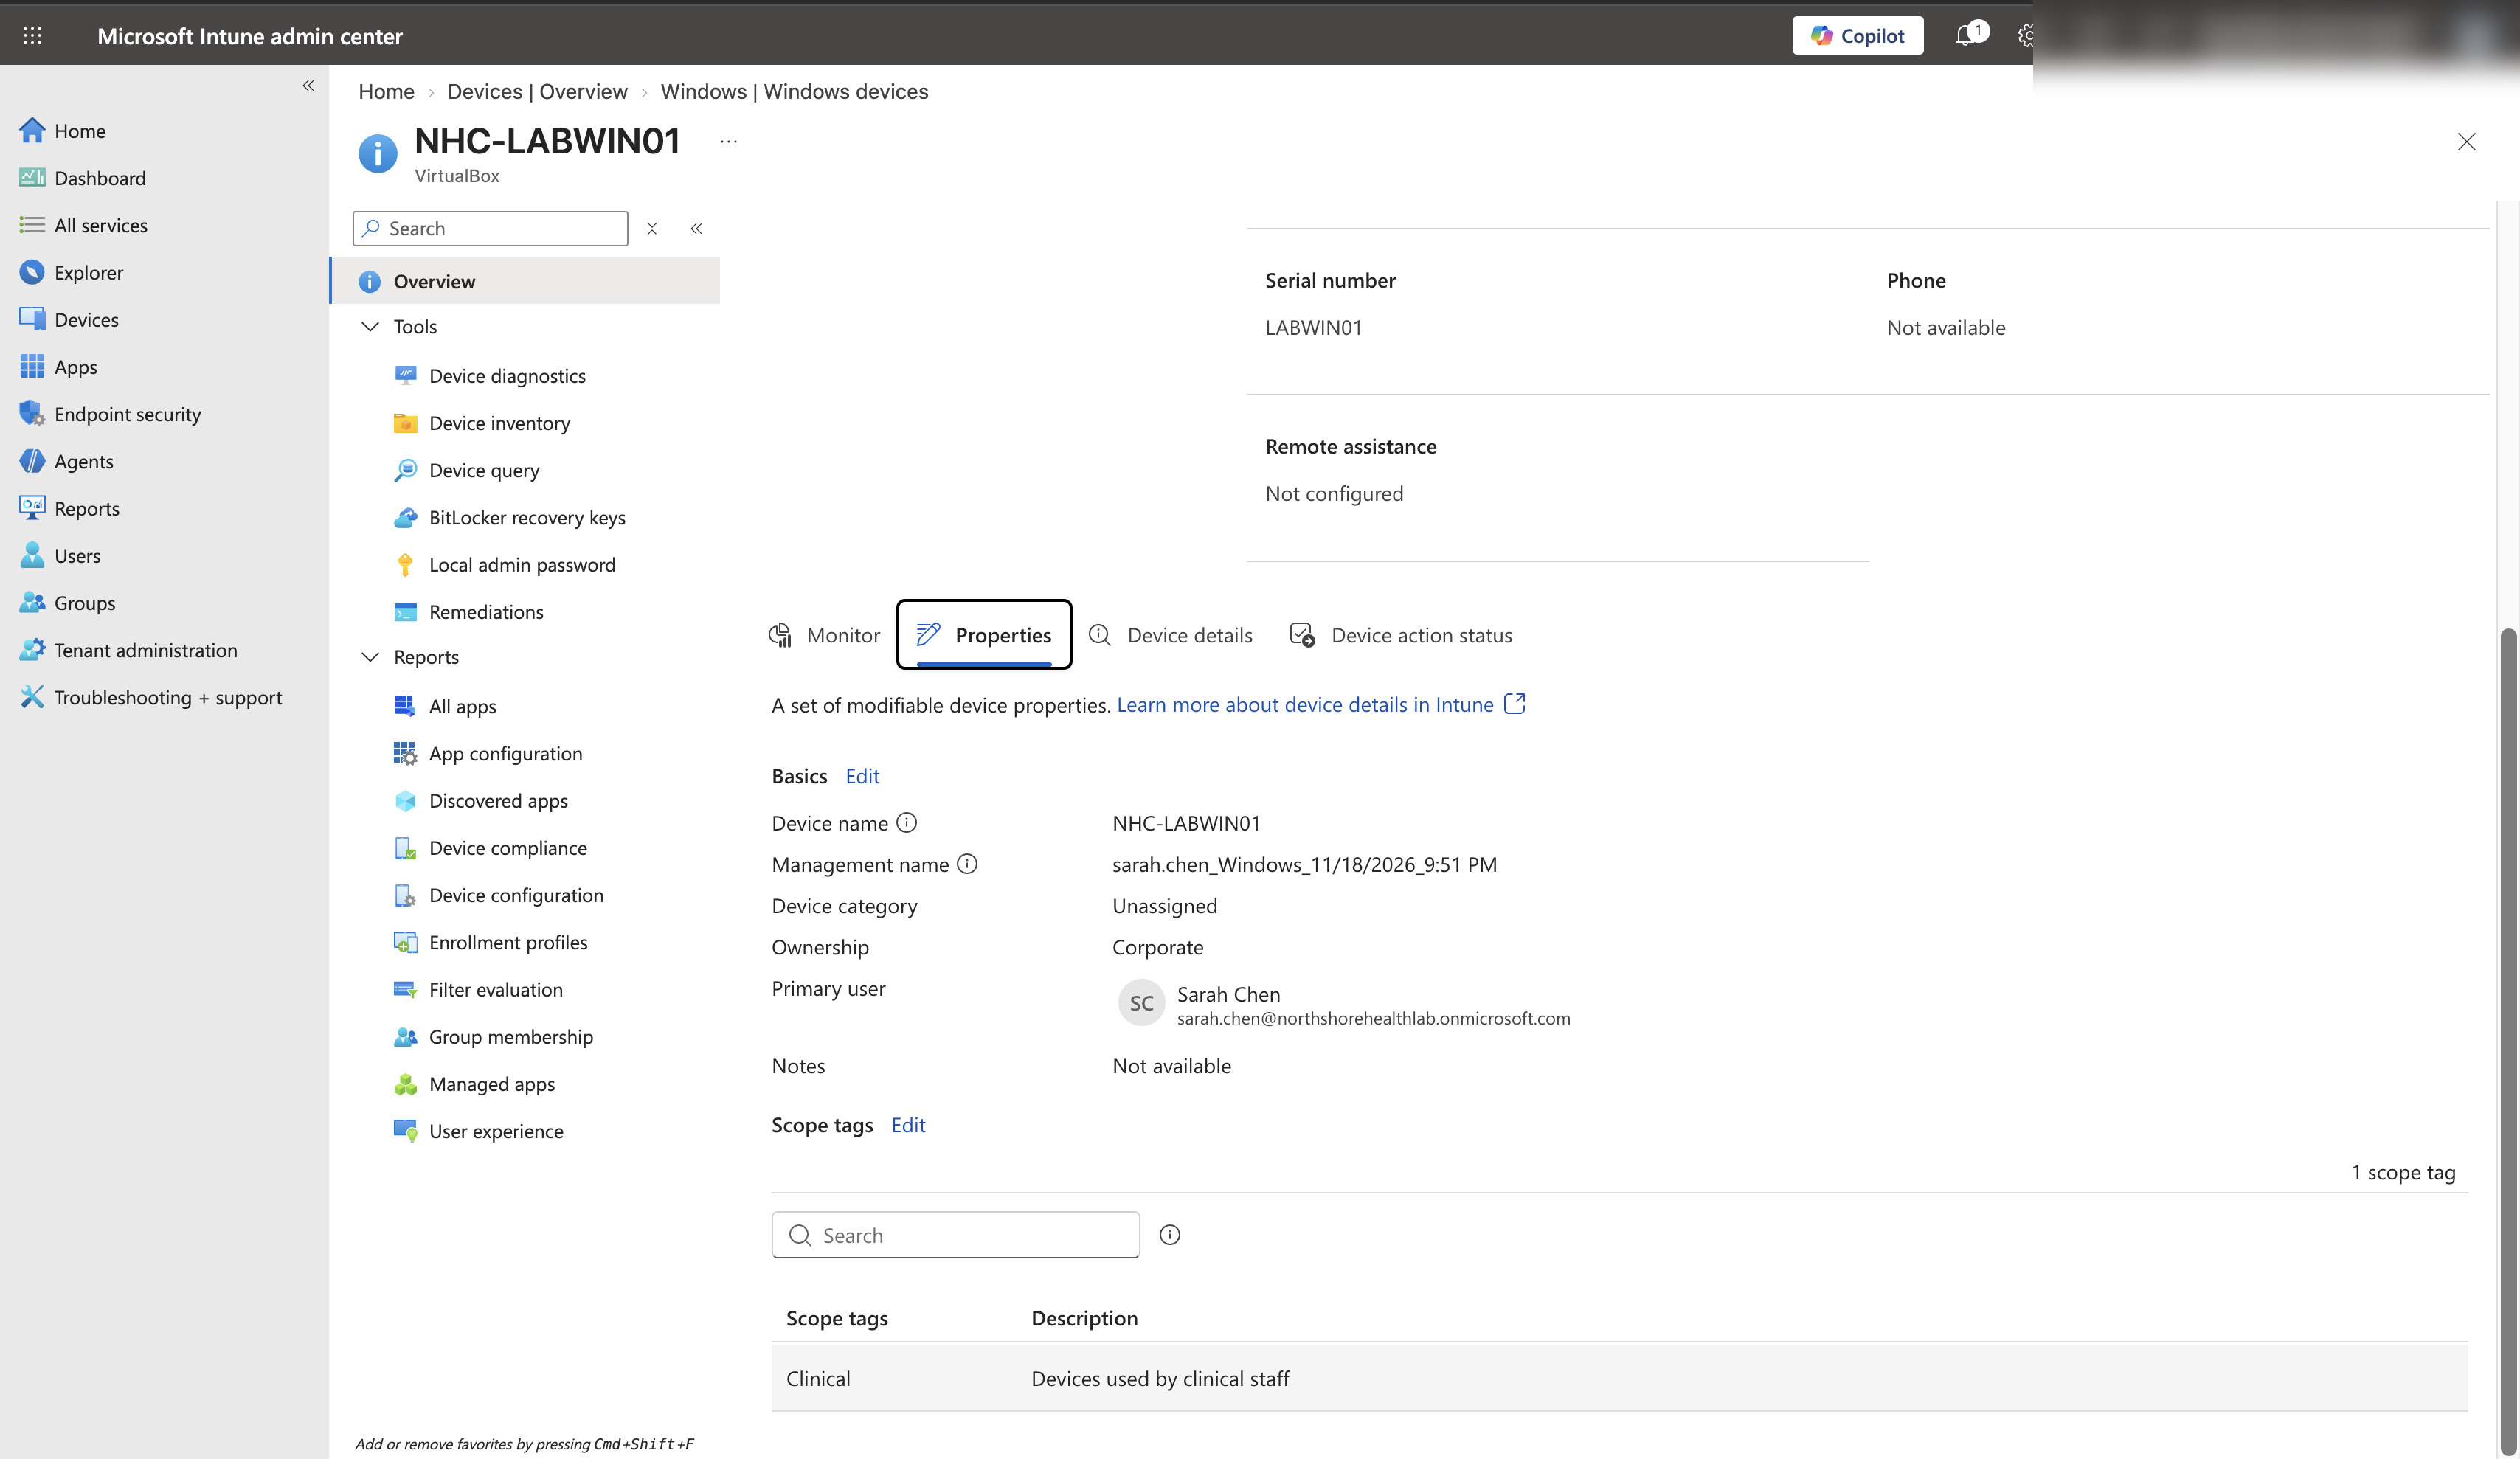 Microsoft Intune admin center
Copilot
1
Home
Dashboard
All services
Explorer
Devices
Apps
Endpoint security
Agents
Reports
Users
Groups
Tenant administration
Troubleshooting + support
Home > Devices | Overview > Windows | Windows devices
NHC-LABWIN01 ...
VirtualBox
Search
Overview
Tools
Device diagnostics
Device inventory
Device query
BitLocker recovery keys
Local admin password
Remediations
Reports
All apps
App configuration
Discovered apps
Device compliance
Device configuration
Enrollment profiles
Filter evaluation
Group membership
Managed apps
User experience
Add or remove favorites by pressing Cmd+Shift+F
Serial number Phone
LABWIN01 Not available
Remote assistance
Not configured
Monitor Properties Device details Device action status
A set of modifiable device properties. Learn more about device details in Intune
Basics Edit
Device name NHC-LABWIN01
Management name sarah.chen_Windows_11/18/2026_9:51 PM
Device category Unassigned
Ownership Corporate
Primary user SC Sarah Chen
sarah.chen@northshorehealthlab.onmicrosoft.com
Notes Not available
Scope tags Edit
1 scope tag
Search
Scope tags Description
Clinical Devices used by clinical staff